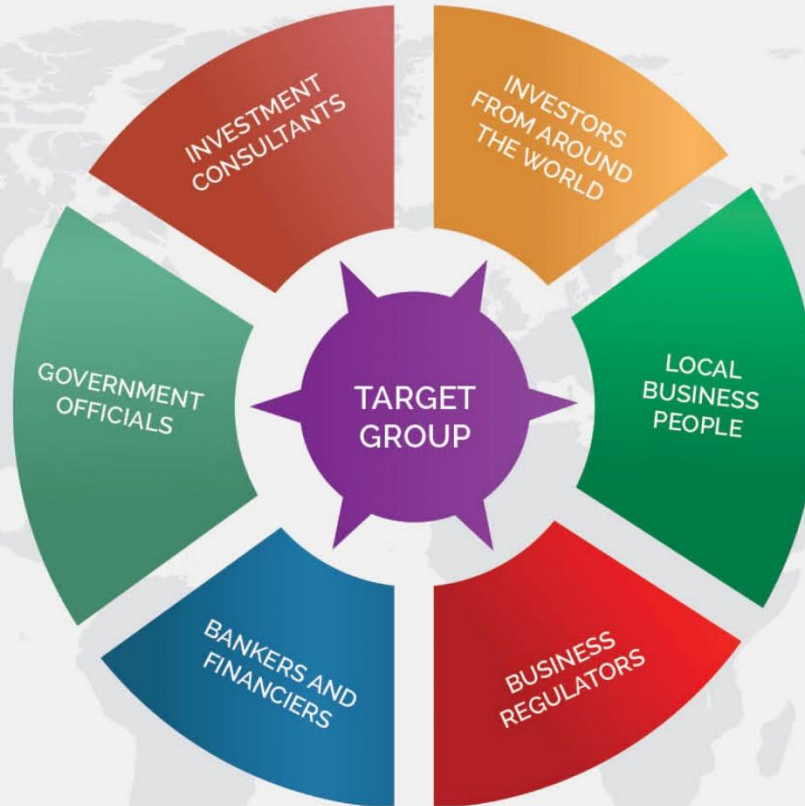 INVESTMENT
CONSULTANTS
INVESTORS
FROM AROUND
THE WORLD
GOVERNMENT
OFFICIALS
TARGET
GROUP
LOCAL
BUSINESS
PEOPLE
BANKERS AND
FINANCIERS
BUSINESS
REGULATORS